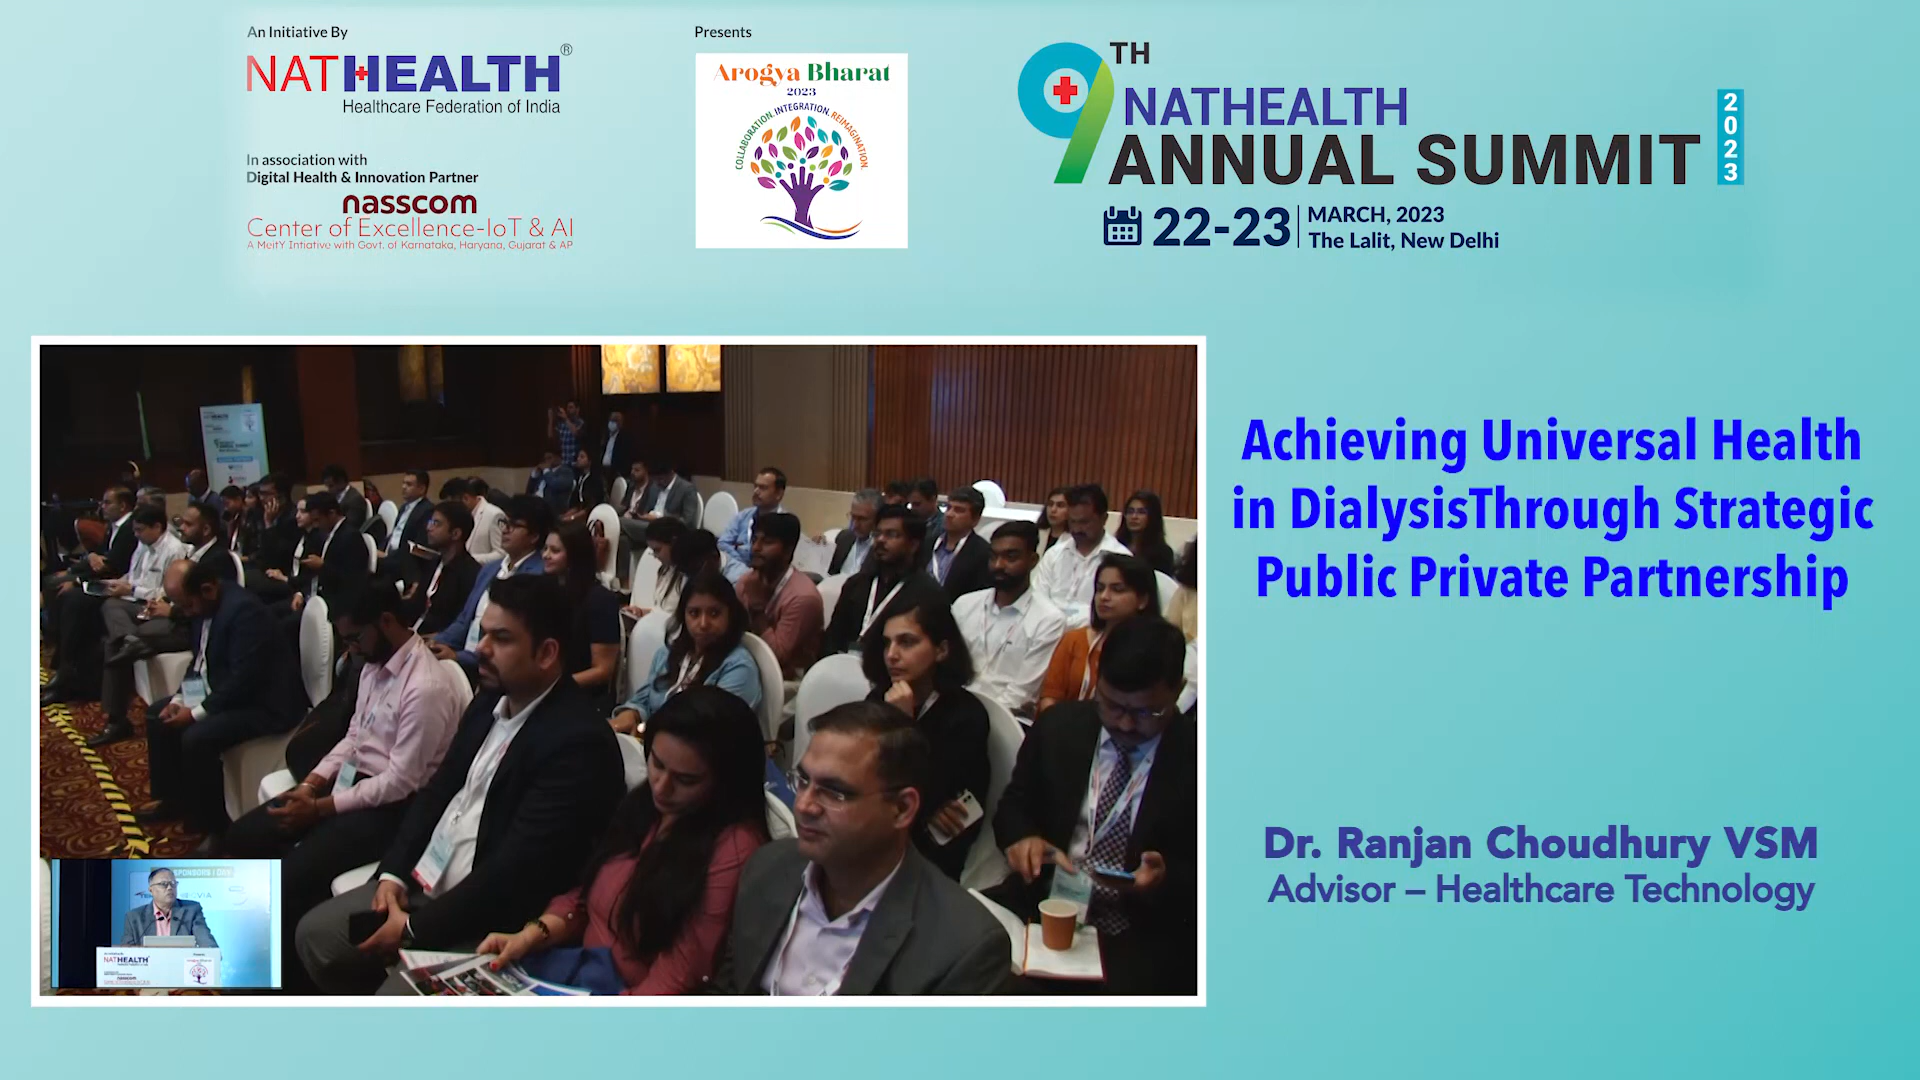 An Initiative By
NATHEALTH®
Healthcare Federation of India
In association with
Digital Health & Innovation Partner
nasscom
Center of Excellence-IoT & AI
A MeitY Intiative with Govt. of Karnataka, Haryana, Gujarat & AP
Presents
Arogya Bharat
2023
COLLABORATION. INTEGRATION. REIMAGINATION.
9TH
NATHEALTH
ANNUAL SUMMIT
2023
22-23
MARCH, 2023
The Lalit, New Delhi
Achieving Universal Health
in DialysisThrough Strategic
Public Private Partnership
Dr. Ranjan Choudhury VSM
Advisor – Healthcare Technology
NATHEALTH
nasscom